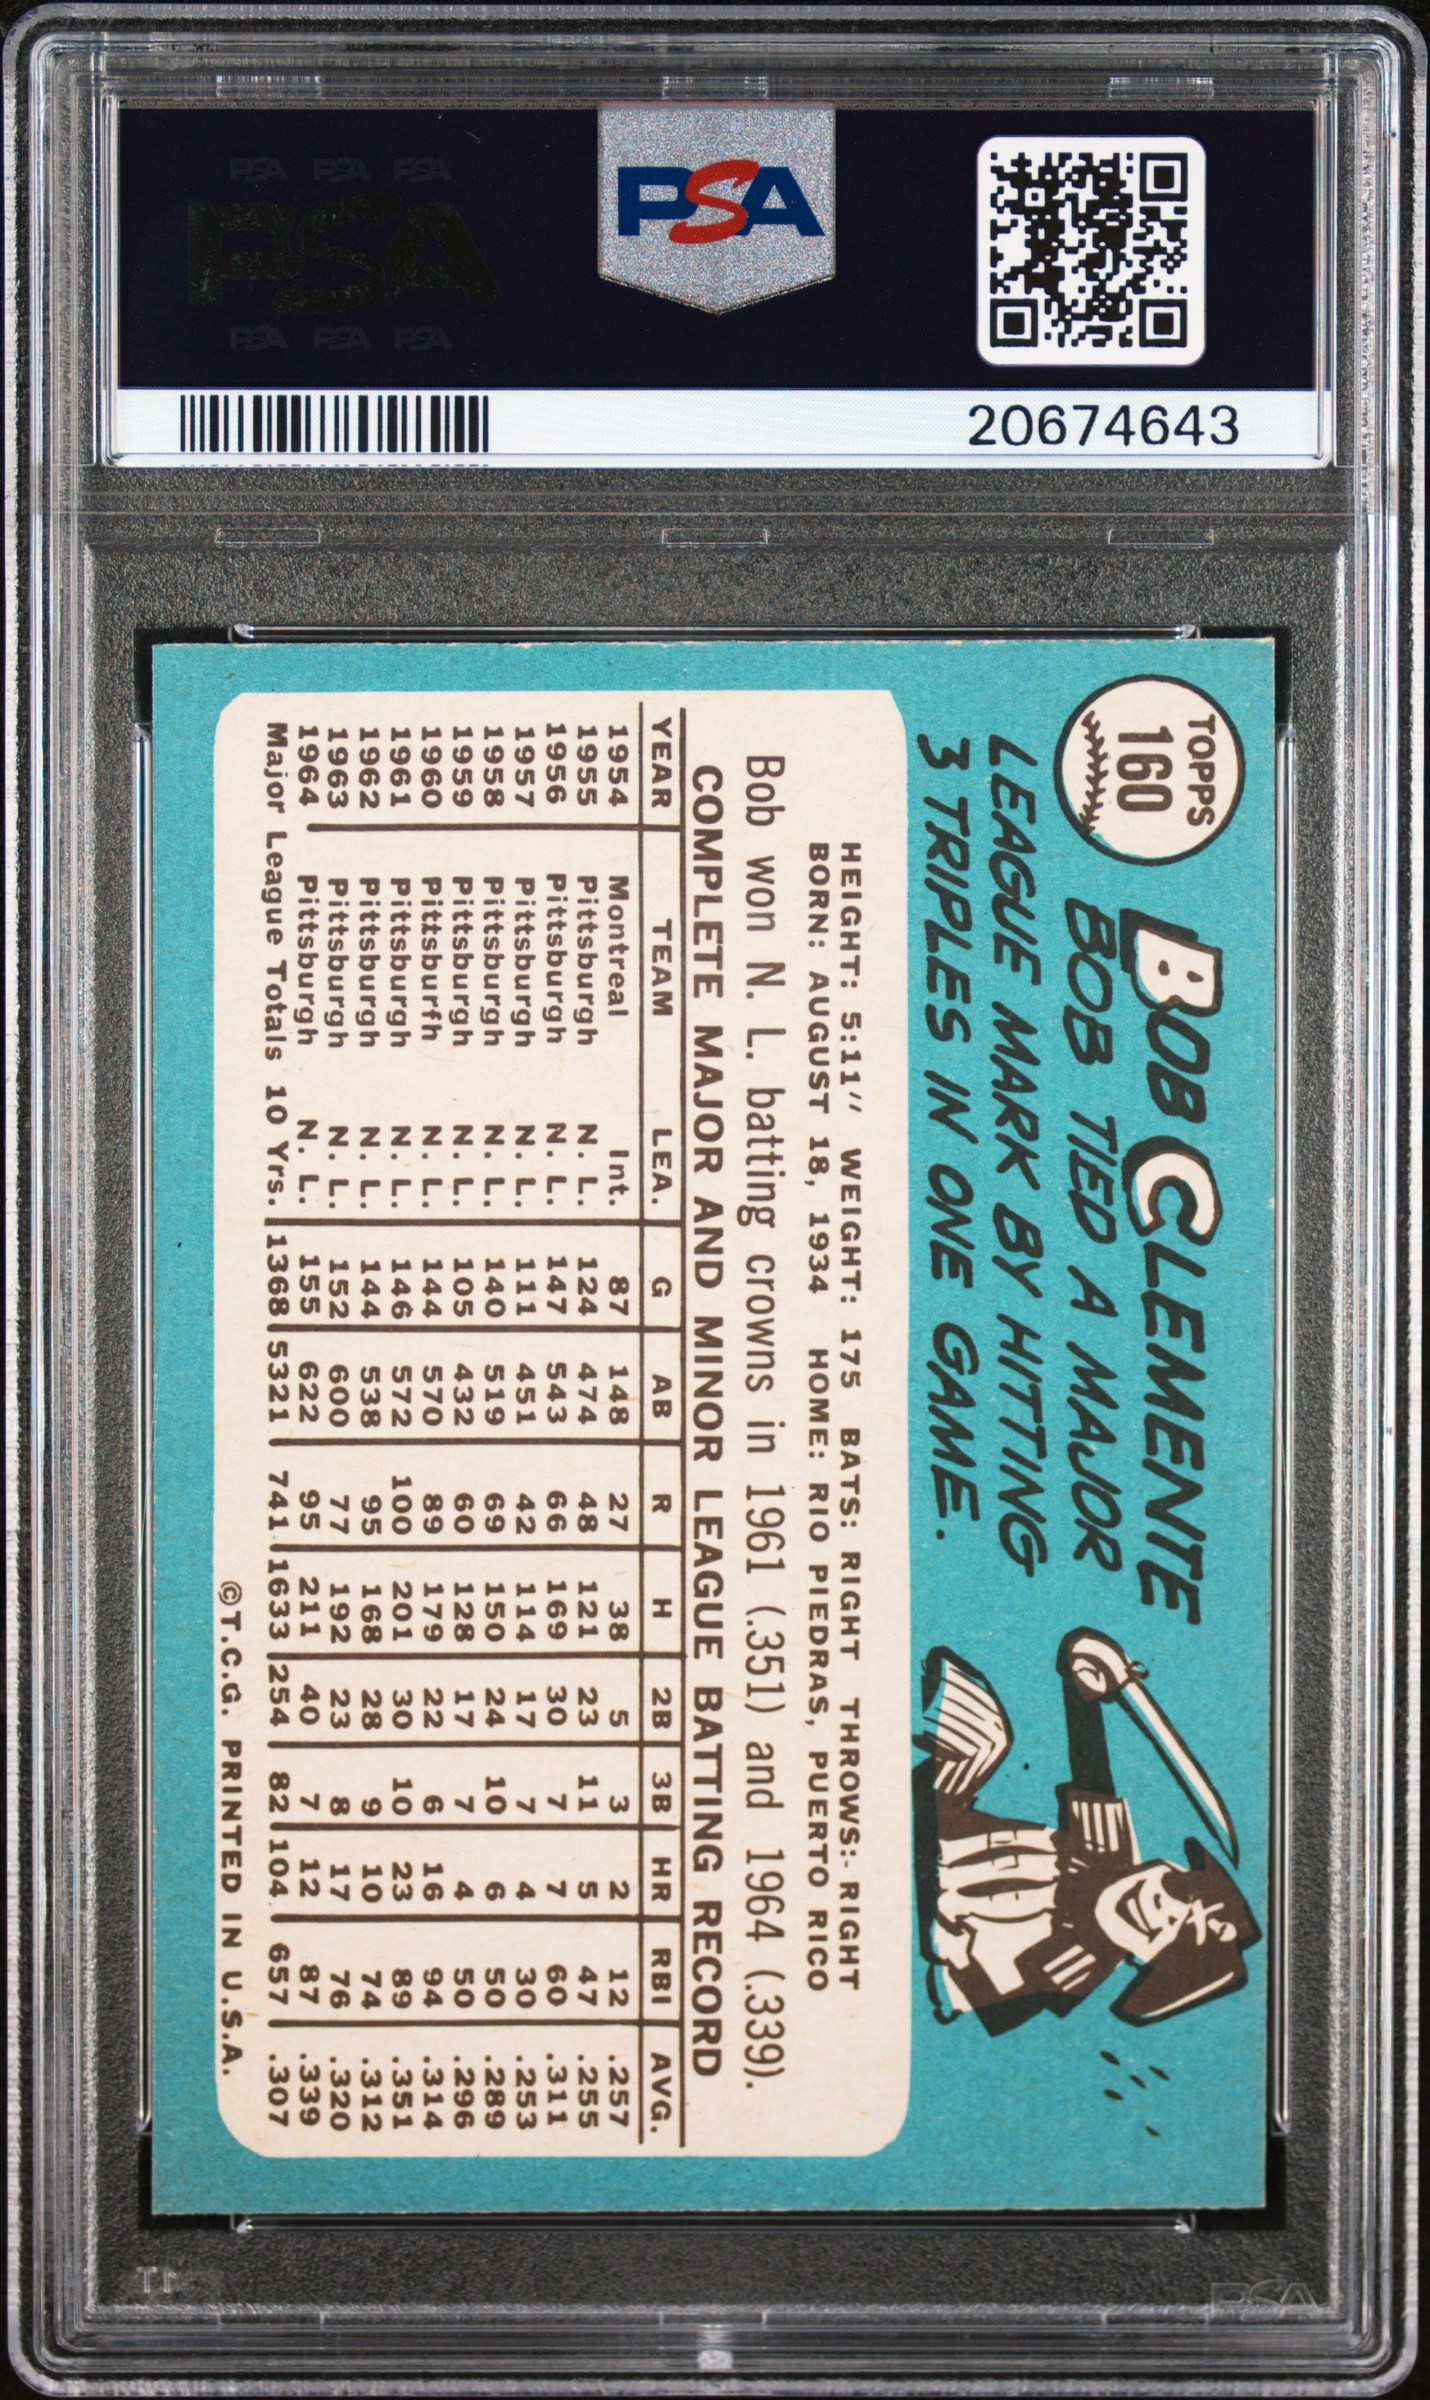 PSA PSA PSA
PSA
PSA PSA PSA
PSA
20674643
TOPPS
160
BOB CLEMENTE
BOB TIED A MAJOR
LEAGUE MARK BY HITTING
3 TRIPLES IN ONE GAME.
HEIGHT: 5:11″ WEIGHT: 175 BATS: RIGHT THROWS:- RIGHT
BORN: AUGUST 18, 1934 HOME: RIO PIEDRAS, PUERTO RICO
Bob won N. L. batting crowns in 1961 (.351) and 1964 (.339).
COMPLETE MAJOR AND MINOR LEAGUE BATTING RECORD
YEAR TEAM LEA. G AB R H 2B 3B HR RBI AVG.
1954 Montreal Int. 87 148 27 38 5 3 2 12 .257
1955 Pittsburgh N. L. 124 474 48 121 23 11 5 47 .255
1956 Pittsburgh N. L. 147 543 66 169 30 7 7 60 .311
1957 Pittsburgh N. L. 111 451 42 114 17 7 4 30 .253
1958 Pittsburgh N. L. 140 519 69 150 24 10 6 50 .289
1959 Pittsburgh N. L. 105 432 60 128 17 7 4 50 .296
1960 Pittsburfh N. L. 144 570 89 179 22 6 16 94 .314
1961 Pittsburgh N. L. 146 572 100 201 30 10 23 89 .351
1962 Pittsburgh N. L. 144 538 95 168 28 9 10 74 .312
1963 Pittsburgh N. L. 152 600 77 192 23 8 17 76 .320
1964 Pittsburgh N. L. 155 622 95 211 40 7 12 87 .339
Major League Totals 10 Yrs. 1368 5321 741 1633 254 82 104 657 .307
©T.C.G. PRINTED IN U.S.A.
PSA